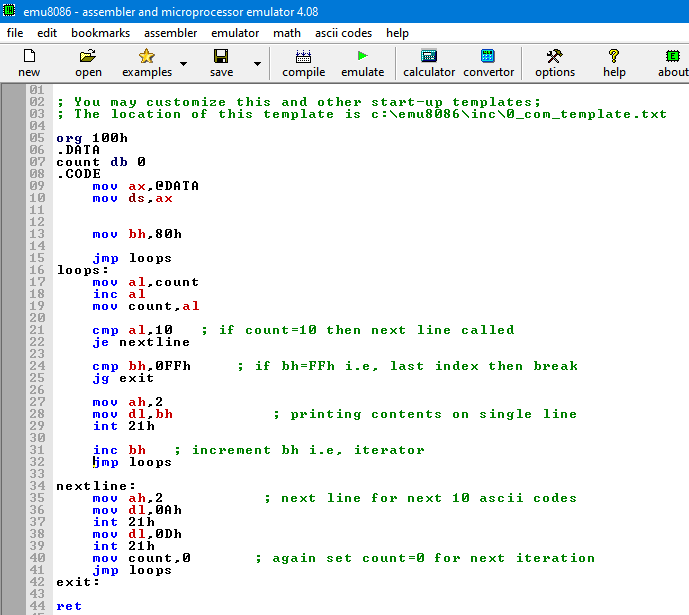 emu8086 - assembler and microprocessor emulator 4.08
file edit bookmarks assembler emulator math ascii codes help
new open examples save compile emulate calculator convertor options help about
01
02 ; You may customize this and other start-up templates;
03 ; The location of this template is c:\emu8086\inc\0_com_template.txt
04
05 org 100h
06 .DATA
07 count db 0
08 .CODE
09 mov ax,@DATA
10 mov ds,ax
11
12
13 mov bh,80h
14
15 jmp loops
16 loops:
17 mov al,count
18 inc al
19 mov count,al
20
21 cmp al,10 ; if count=10 then next line called
22 je nextline
23
24 cmp bh,0FFh ; if bh=FFh i.e, last index then break
25 jg exit
26
27 mov ah,2
28 mov dl,bh ; printing contents on single line
29 int 21h
30
31 inc bh ; increment bh i.e, iterator
32 jmp loops
33
34 nextline:
35 mov ah,2 ; next line for next 10 ascii codes
36 mov dl,0Ah
37 int 21h
38 mov dl,0Dh
39 int 21h
40 mov count,0 ; again set count=0 for next iteration
41 jmp loops
42 exit:
43
44 ret